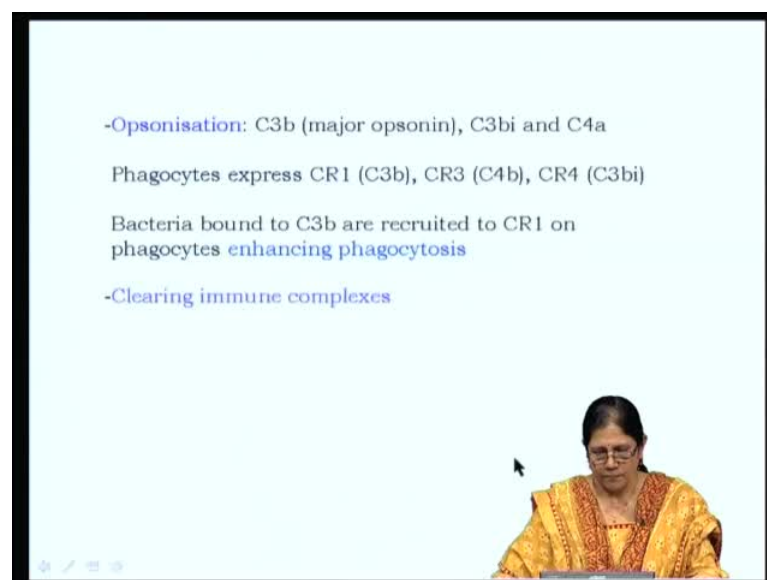 -Opsonisation: C3b (major opsonin), C3bi and C4a
Phagocytes express CR1 (C3b), CR3 (C4b), CR4 (C3bi)
Bacteria bound to C3b are recruited to CR1 on
phagocytes enhancing phagocytosis
-Clearing immune complexes